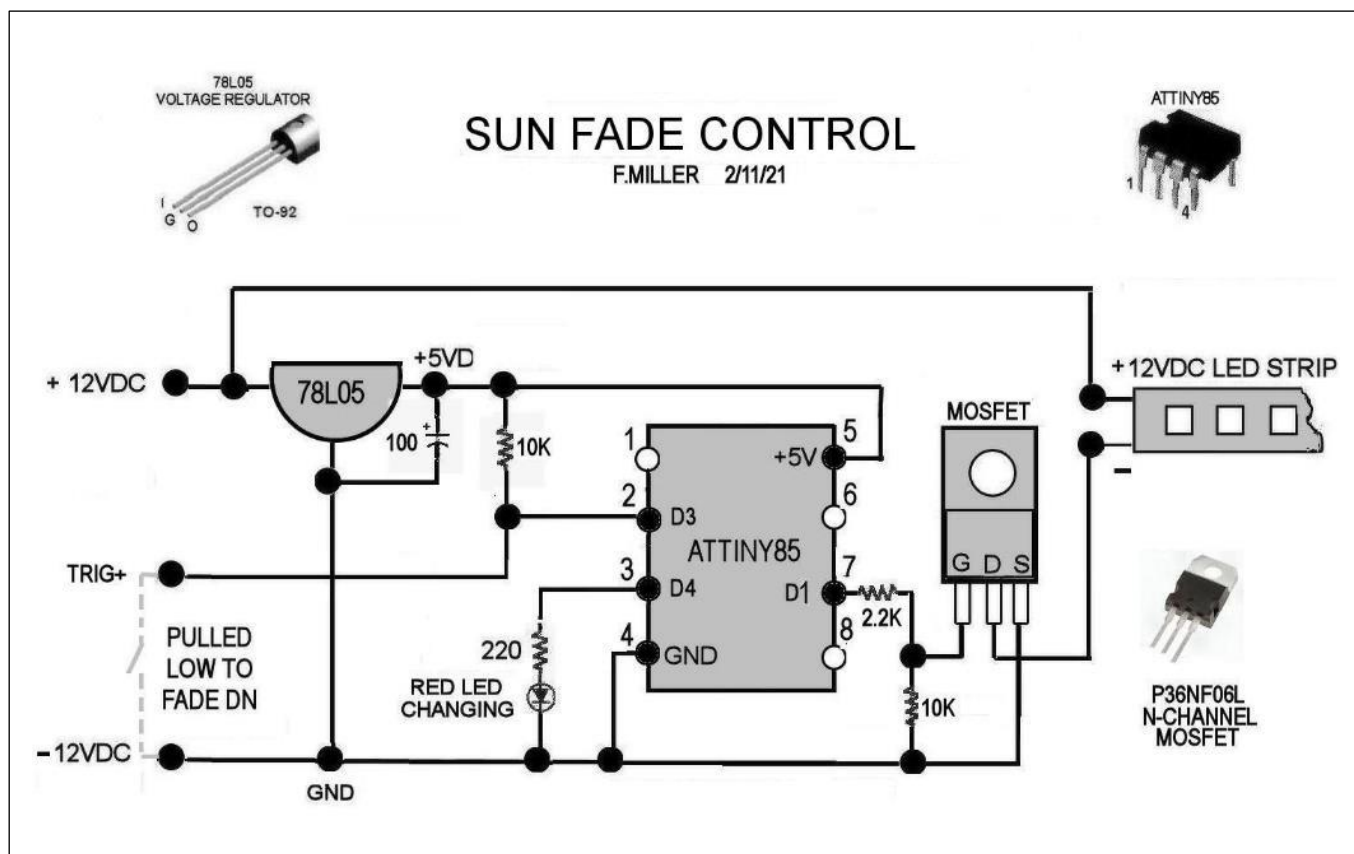 78L05
VOLTAGE REGULATOR
I
G
O
TO-92
SUN FADE CONTROL
F.MILLER 2/11/21
ATTINY85
1
4
+ 12VDC
78L05
+5VD
100
+
10K
1
2
D3
3
D4
4
GND
ATTINY85
5
+5V
6
7
D1
8
2.2K
10K
MOSFET
G D S
+12VDC LED STRIP
-
TRIG+
PULLED
LOW TO
FADE DN
220
RED LED
CHANGING
-12VDC
GND
P36NF06L
N-CHANNEL
MOSFET